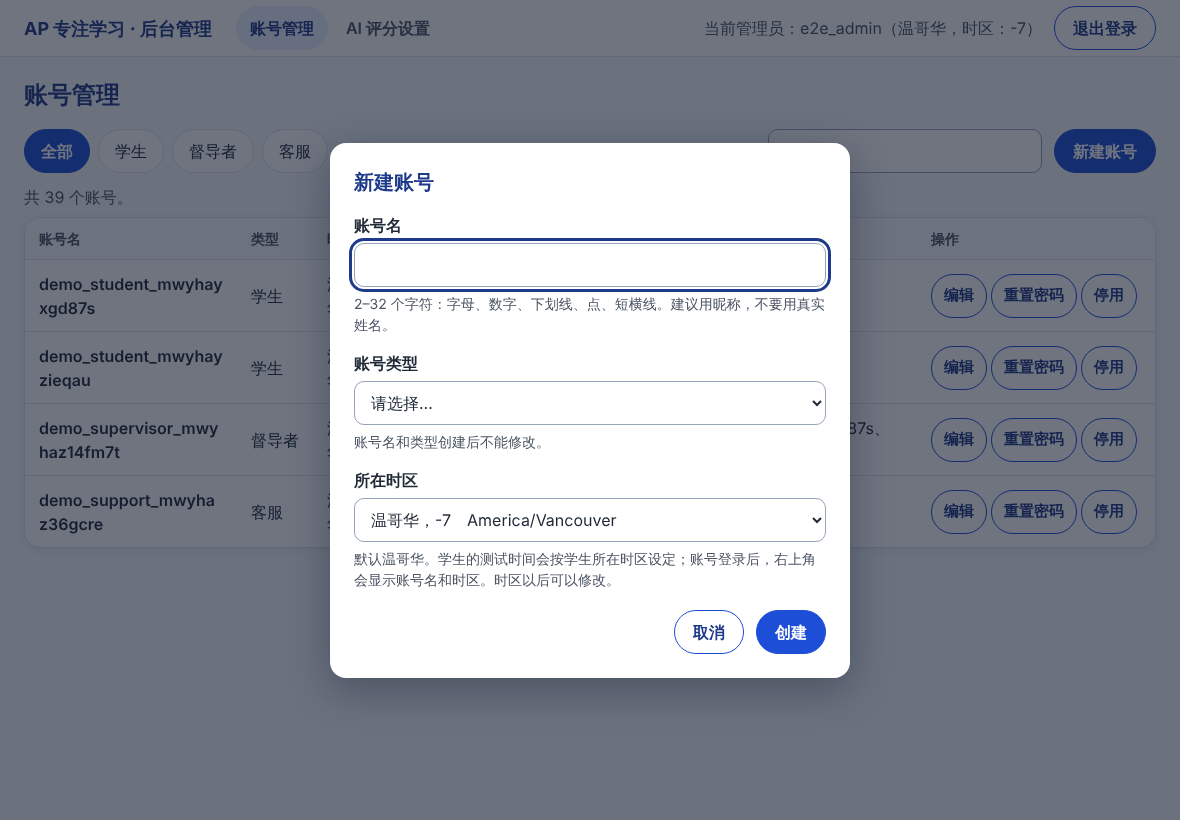 AP 专注学习 · 后台管理
账号管理
AI 评分设置
当前管理员：e2e_admin（温哥华，时区：-7）
退出登录
账号管理
全部
学生
督导者
客服
新建账号
共 39 个账号。
账号名
类型
操作
demo_student_mwyhay
xgd87s
学生
编辑
重置密码
停用
demo_student_mwyhay
zieqau
学生
编辑
重置密码
停用
demo_supervisor_mwy
haz14fm7t
督导者
87s、
编辑
重置密码
停用
demo_support_mwyha
z36gcre
客服
编辑
重置密码
停用
新建账号
账号名
2–32 个字符：字母、数字、下划线、点、短横线。建议用昵称，不要用真实
姓名。
账号类型
请选择...
账号名和类型创建后不能修改。
所在时区
温哥华，-7 America/Vancouver
默认温哥华。学生的测试时间会按学生所在时区设定；账号登录后，右上角
会显示账号名和时区。时区以后可以修改。
取消
创建